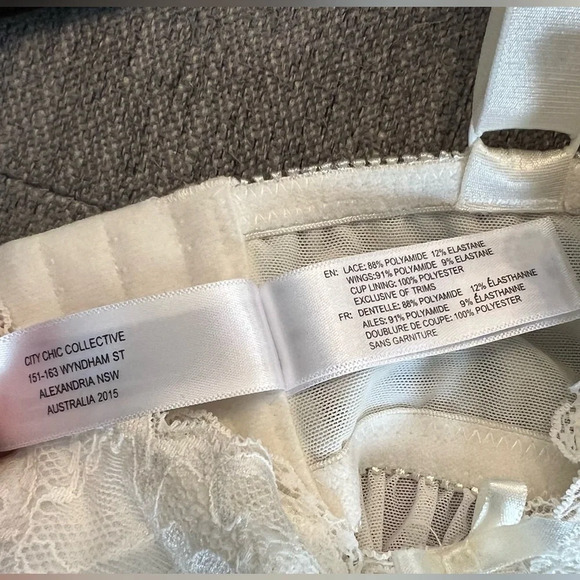 CITY CHIC COLLECTIVE
151-163 WYNDHAM ST
ALEXANDRIA NSW
AUSTRALIA 2015
EN: LACE: 88% POLYAMIDE 12% ELASTANE
WINGS:91% POLYAMIDE 9% ELASTANE
CUP LINING: 100% POLYESTER
EXCLUSIVE OF TRIMS
FR: DENTELLE: 88% POLYAMIDE 12% ÉLASTHANNE
AILES: 91% POLYAMIDE 9% ÉLASTHANNE
DOUBLURE DE COUPE: 100% POLYESTER
SANS GARNITURE